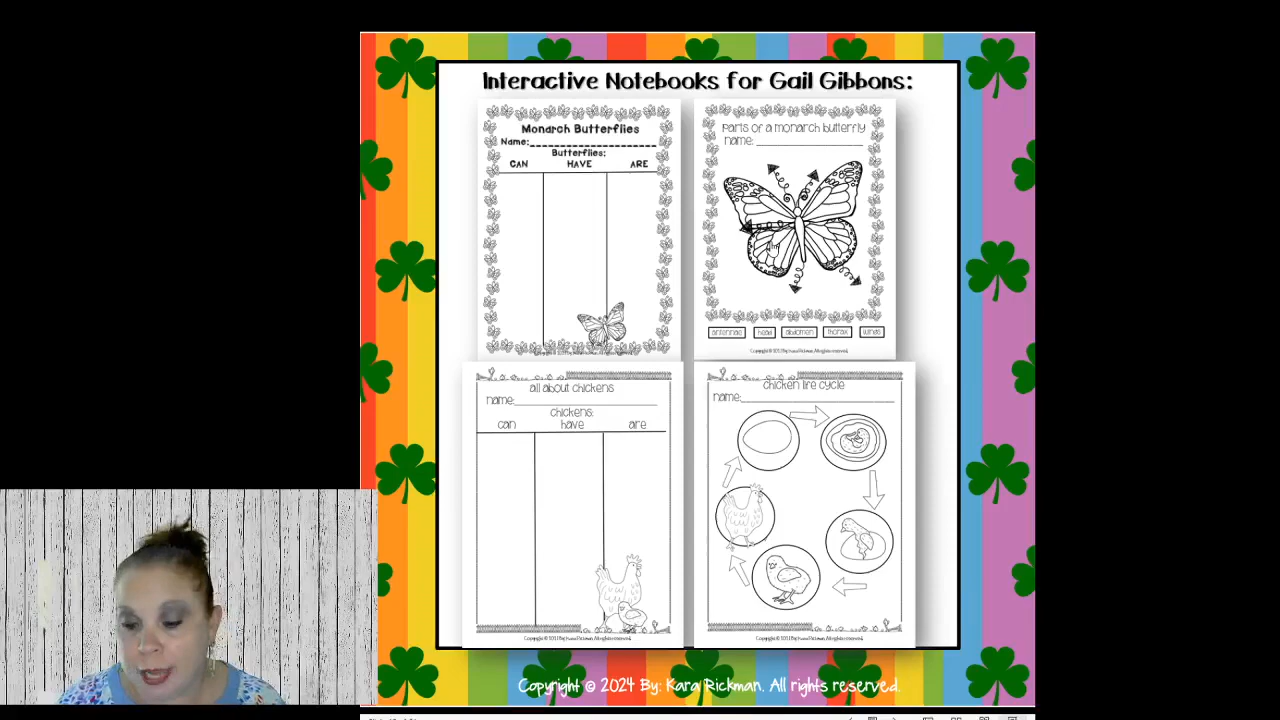 Interactive Notebooks for Gail Gibbons:
Monarch Butterflies
Name:
Butterflies:
CAN HAVE ARE
Parts of a monarch butterfly
name:
antennae head abdomen thorax wings
all about chickens
name:
chickens:
can have are
chicken life cycle
name:
Copyright © 2024 By: Kara Rickman. All rights reserved.